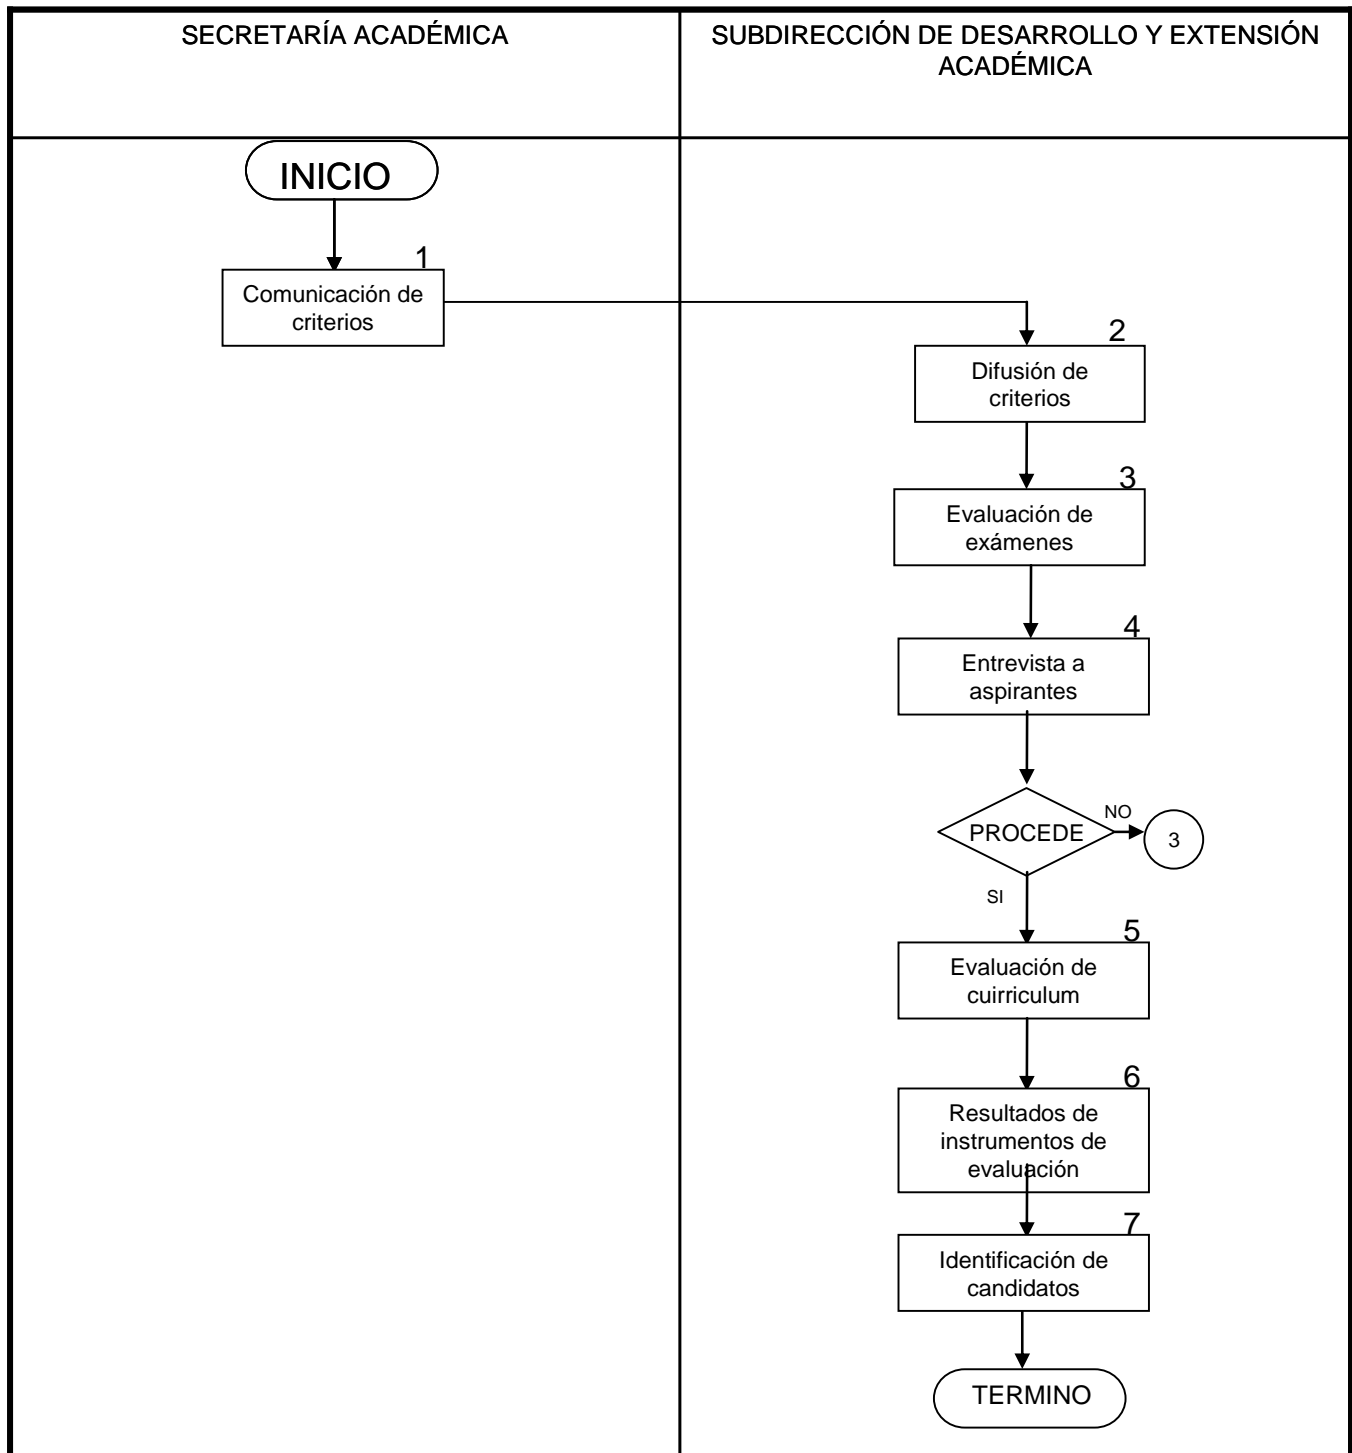 SECRETARÍA ACADÉMICA
SUBDIRECCIÓN DE DESARROLLO Y EXTENSIÓN
ACADÉMICA
INICIO
1
Comunicación de
criterios
2
Difusión de
criterios
3
Evaluación de
exámenes
4
Entrevista a
aspirantes
PROCEDE
NO
3
SI
5
Evaluación de
cuirriculum
6
Resultados de
instrumentos de
evaluación
7
Identificación de
candidatos
TERMINO